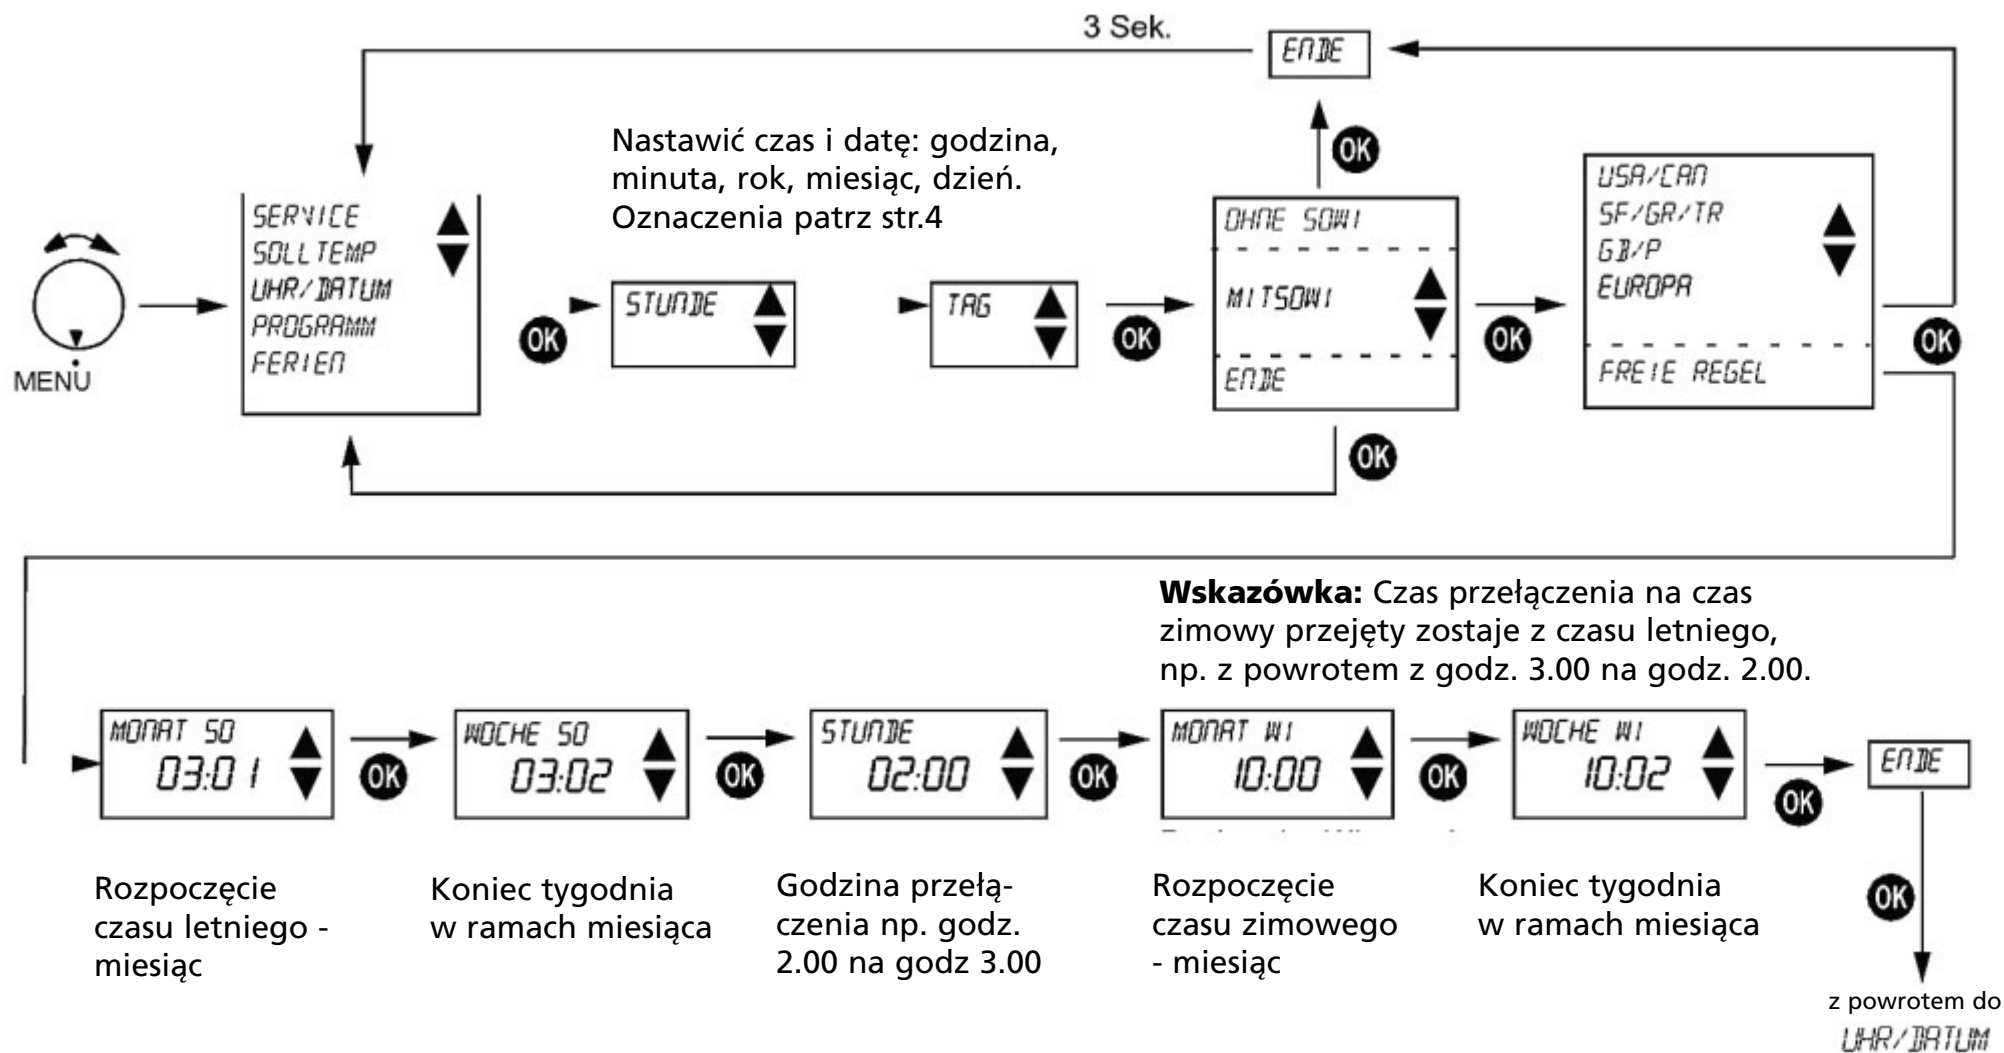 3 Sek.
ENDE
Nastawić czas i datę: godzina,
minuta, rok, miesiąc, dzień.
Oznaczenia patrz str.4
MENÜ
SERVICE
SOLLTEMP
UHR/DATUM
PROGRAMM
FERIEN
OK
STUNDE
TAG
OK
OK
OHNE SOWI
MITSOWI
ENDE
OK
OK
USA/CAN
SF/GR/TR
GB/P
EUROPA
FREIE REGEL
OK
Wskazówka: Czas przełączenia na czas
zimowy przejęty zostaje z czasu letniego,
np. z powrotem z godz. 3.00 na godz. 2.00.
MONAT SO
03:01
OK
WOCHE SO
03:02
OK
STUNDE
02:00
OK
MONAT WI
10:00
OK
WOCHE WI
10:02
OK
ENDE
Rozpoczęcie
czasu letniego -
miesiąc
Koniec tygodnia
w ramach miesiąca
Godzina przełą-
czenia np. godz.
2.00 na godz 3.00
Rozpoczęcie
czasu zimowego
- miesiąc
Koniec tygodnia
w ramach miesiąca
OK
z powrotem do
UHR/DATUM